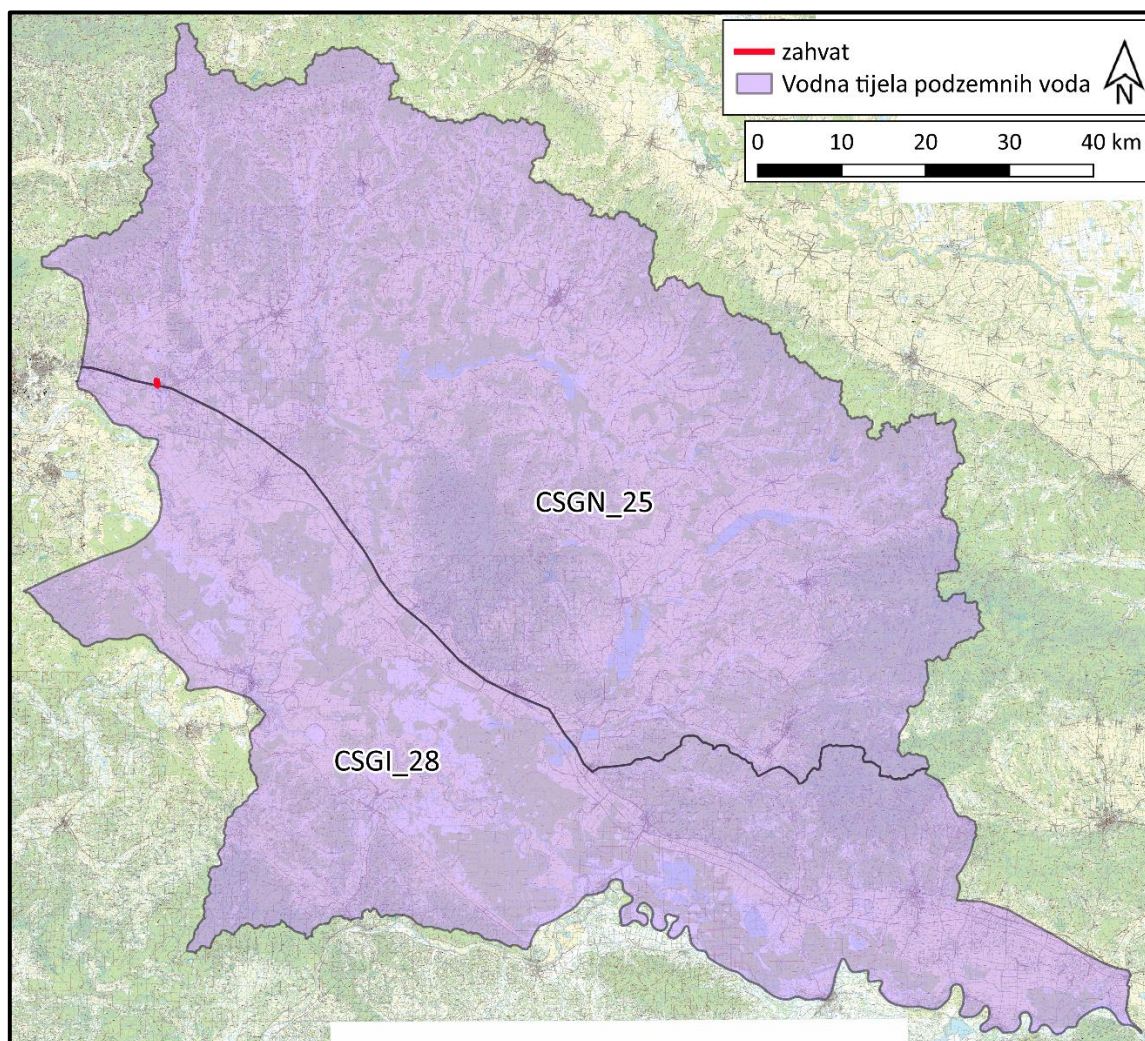 zahvat
Vodna tijela podzemnih voda
N
0 10 20 30 40 km
CSGN_25
CSGI_28